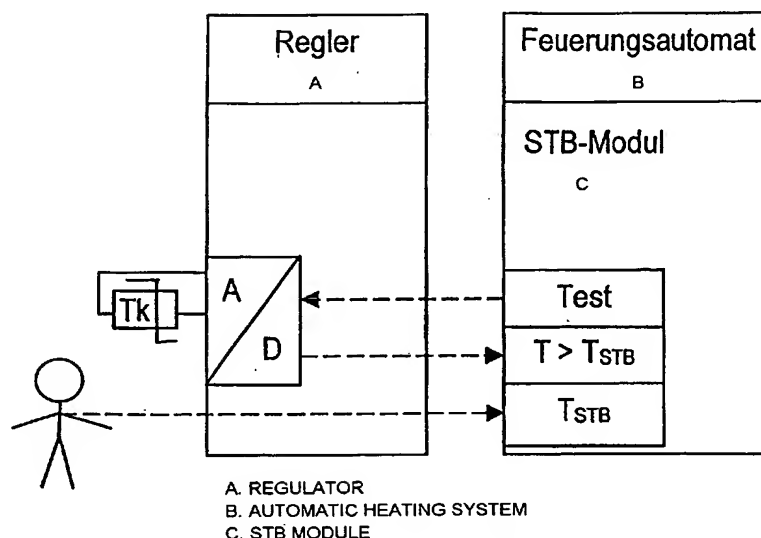 Regler
A
Feuerungsautomat
B
STB-Modul
C
Tk
A
D
Test
T > TSTB
TSTB
A. REGULATOR
B. AUTOMATIC HEATING SYSTEM
C. STB MODULE